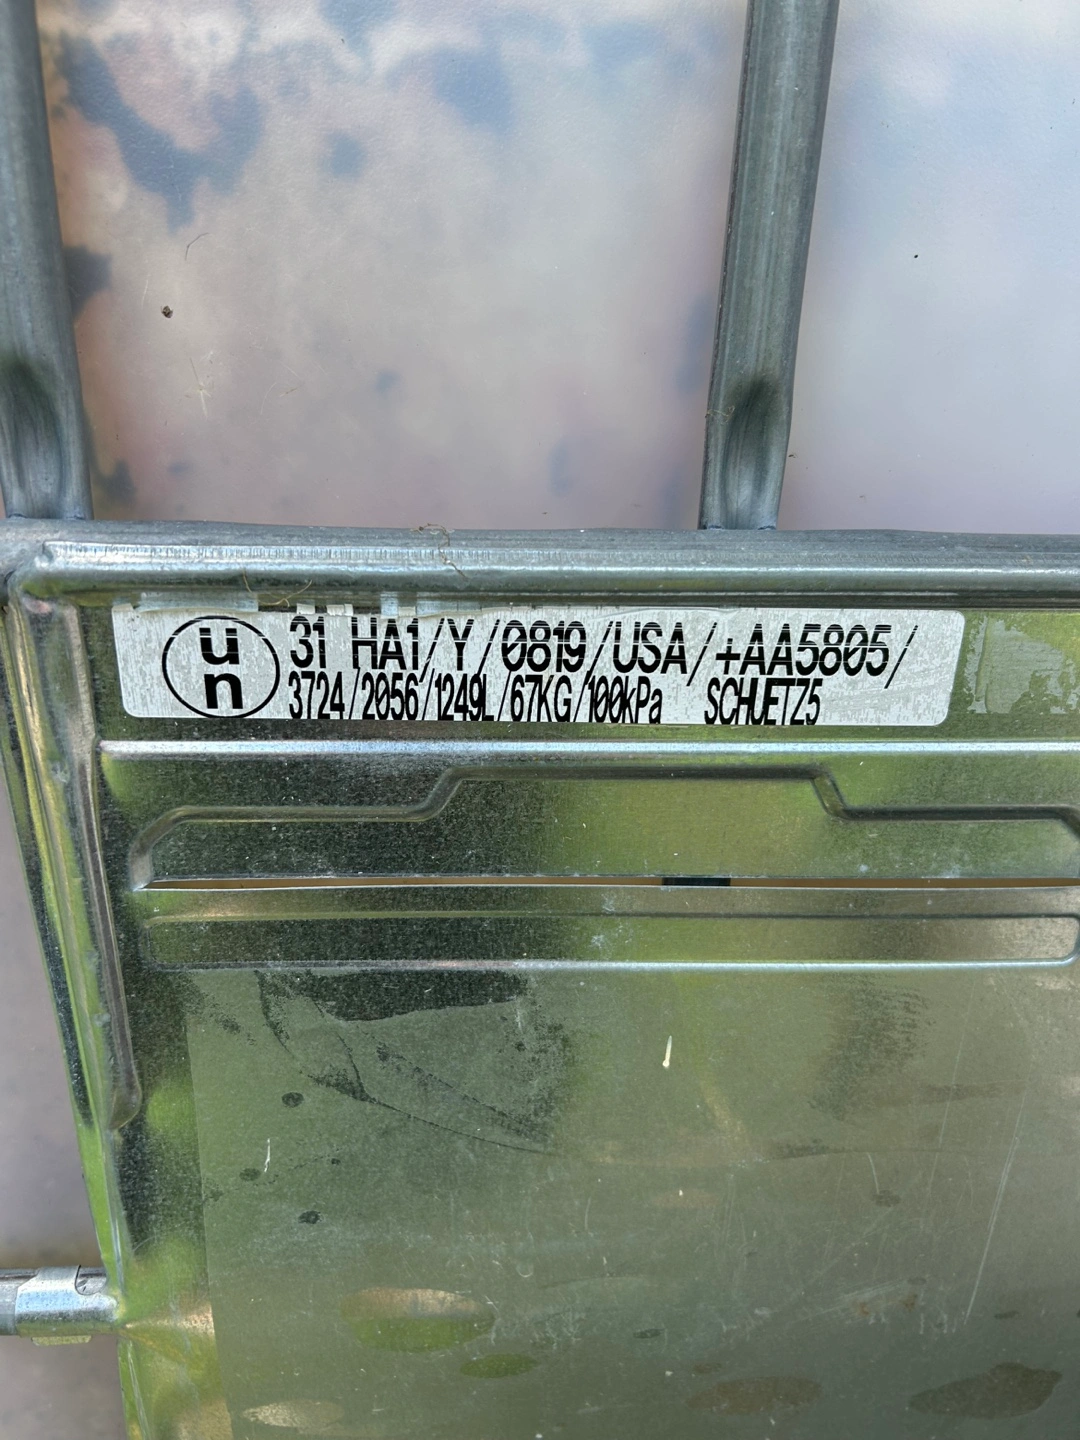 un
31 HA1/Y/0819/USA/+AA5805/
3724/2056/1249L/67KG/100kPa SCHUETZ5